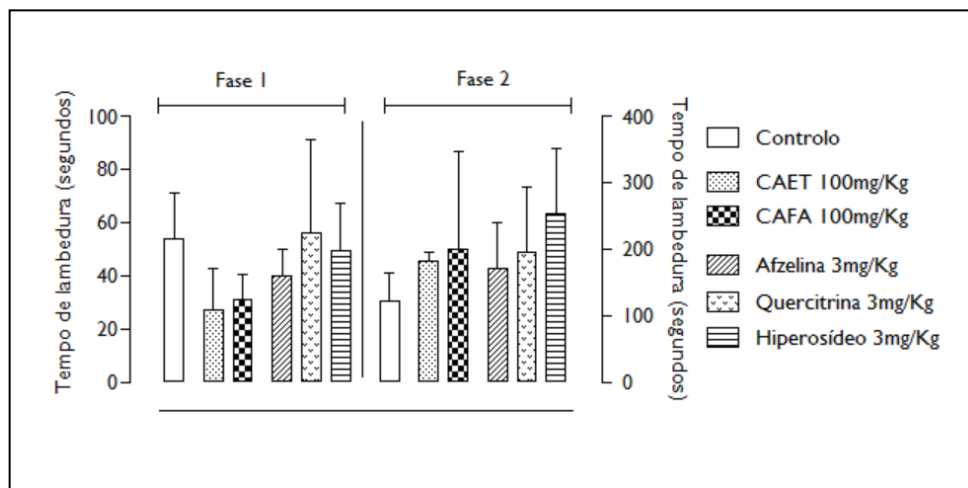 Fase 1
Fase 2
Tempo de lambedura (segundos)
100
80
60
40
20
0
400
300
200
100
0
Tempo de lambedura (segundos)
Controlo
CAET 100mg/Kg
CAFA 100mg/Kg
Afzelina 3mg/Kg
Quercitrina 3mg/Kg
Hiperosídeo 3mg/Kg